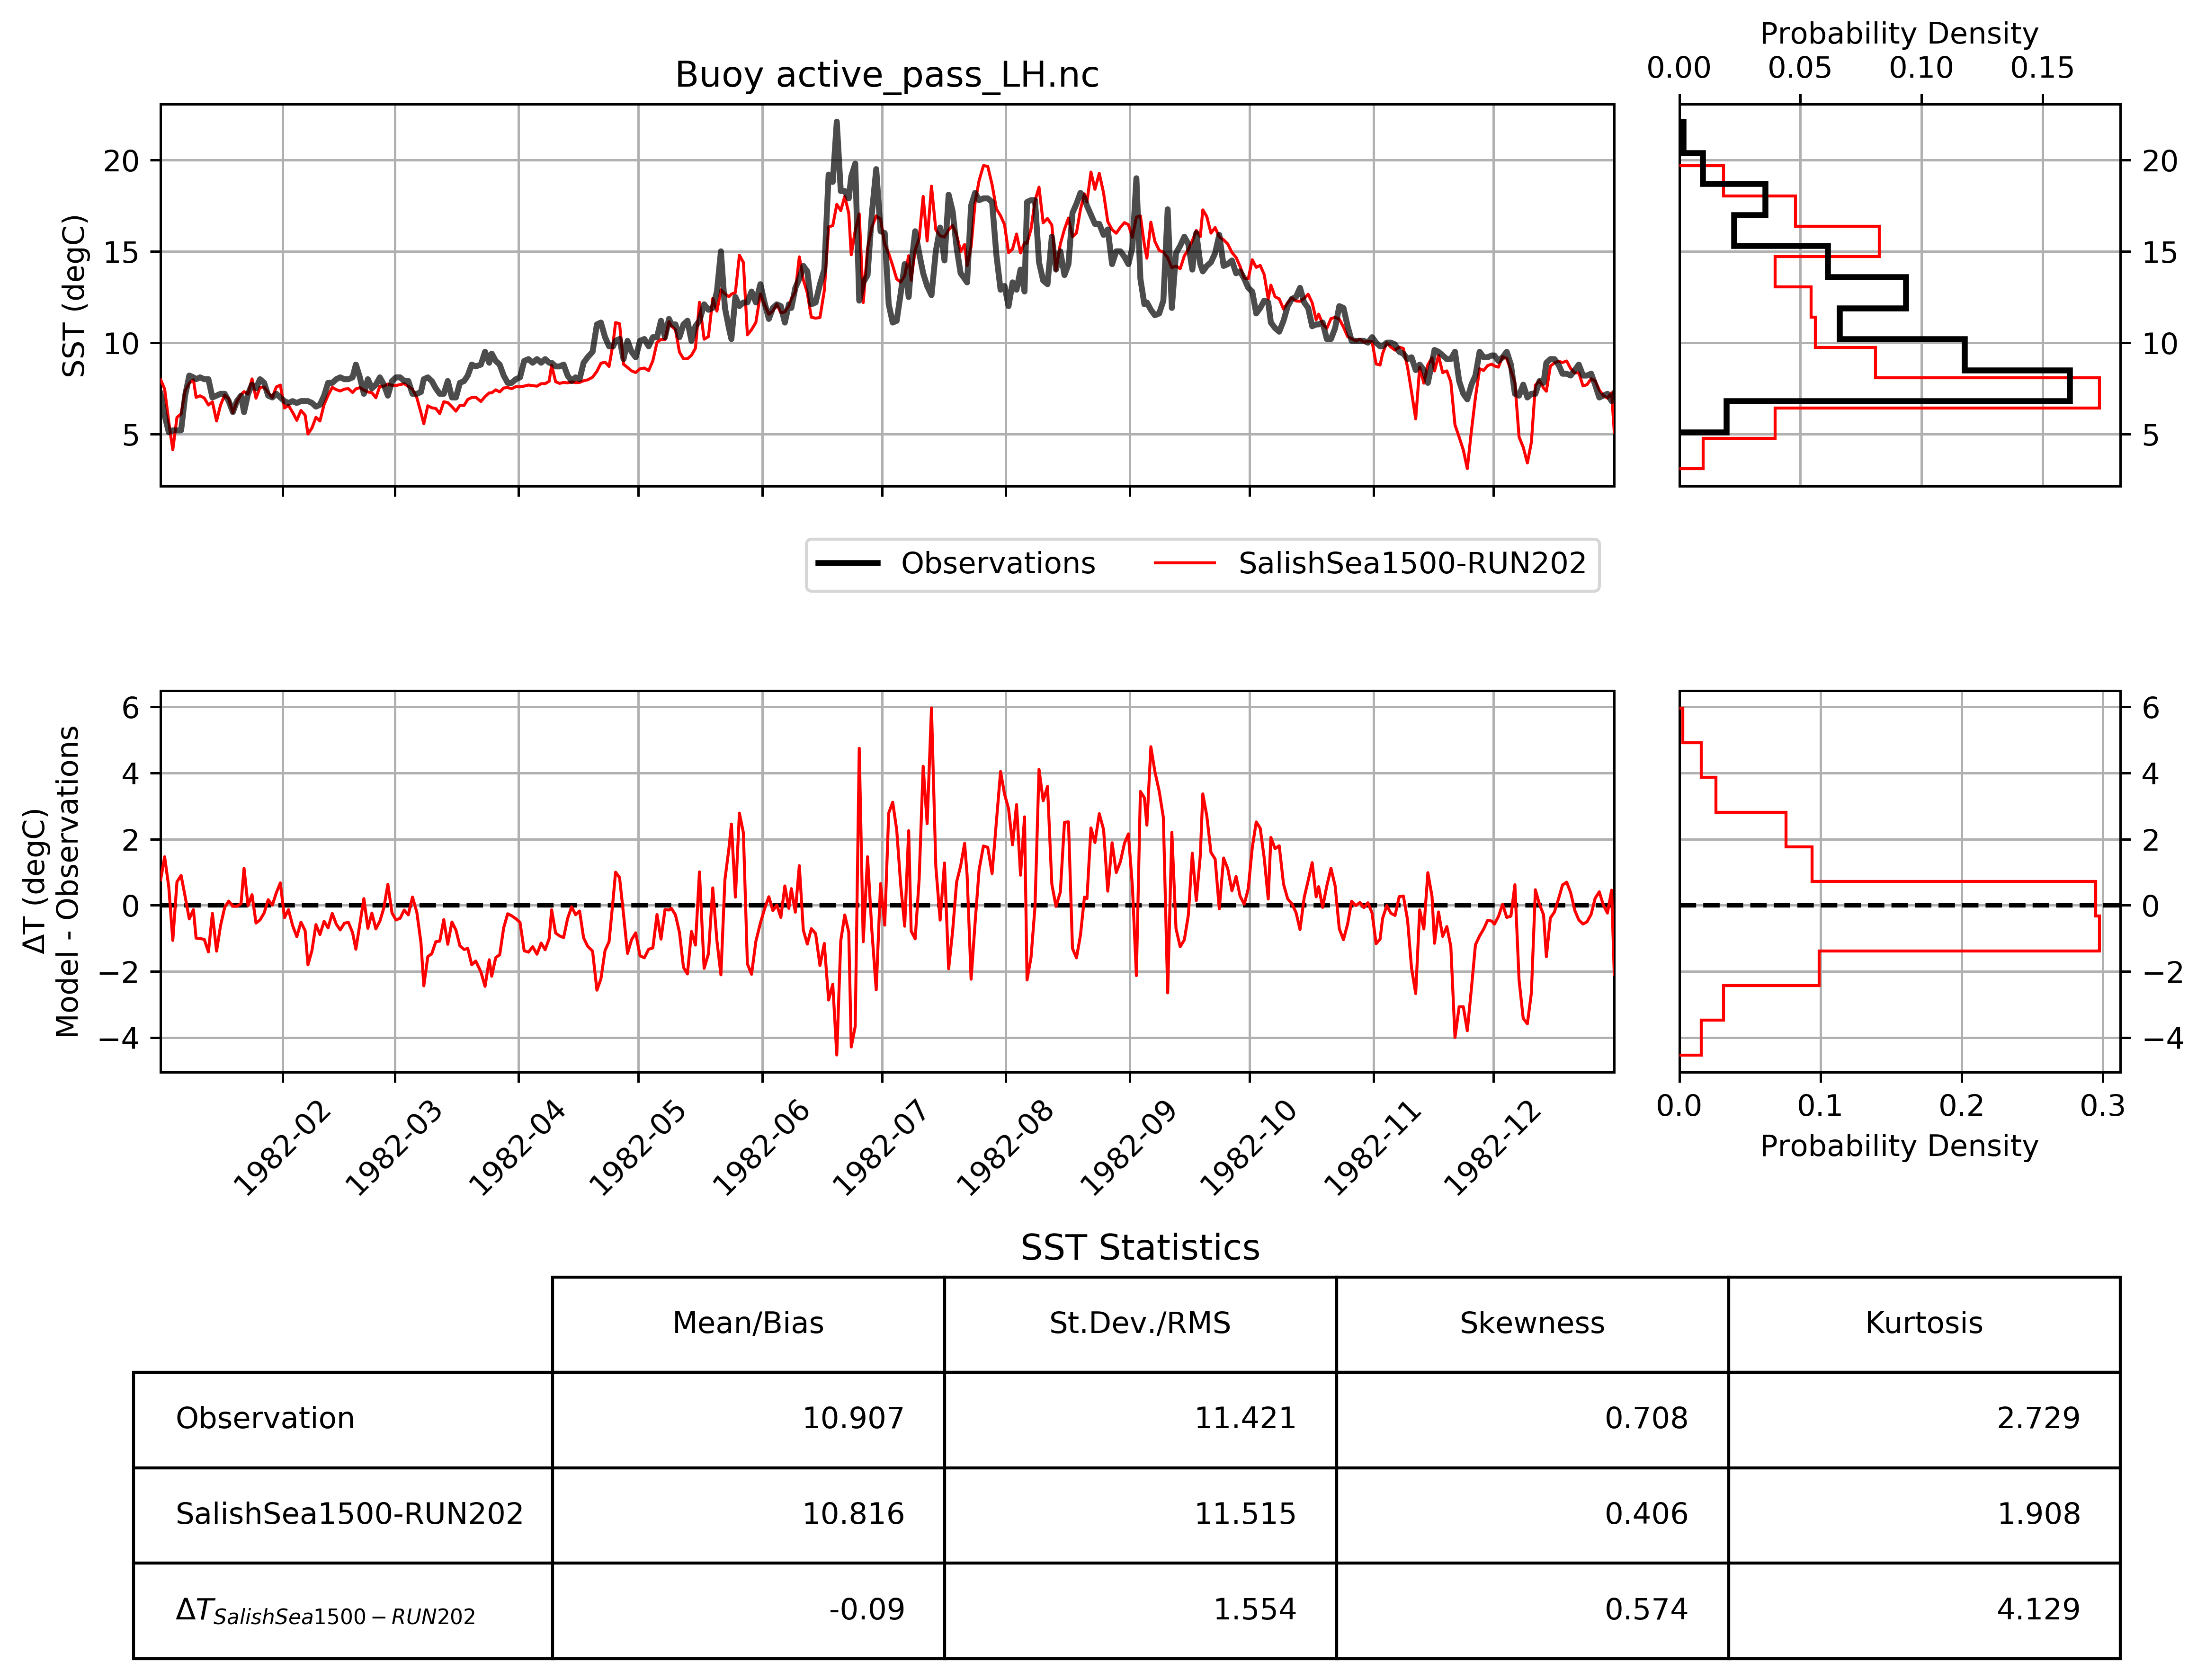 Probability Density
0.00 0.05 0.10 0.15
Buoy active_pass_LH.nc
SST (degC)
20
15
10
5
20
15
10
5
Observations SalishSea1500-RUN202
ΔT (degC)
Model - Observations
6
4
2
0
−2
−4
6
4
2
0
−2
−4
1982-02 1982-03 1982-04 1982-05 1982-06 1982-07 1982-08 1982-09 1982-10 1982-11 1982-12
0.0 0.1 0.2 0.3
Probability Density
SST Statistics
Mean/Bias St.Dev./RMS Skewness Kurtosis
Observation 10.907 11.421 0.708 2.729
SalishSea1500-RUN202 10.816 11.515 0.406 1.908
ΔT SalishSea1500−RUN202 -0.09 1.554 0.574 4.129